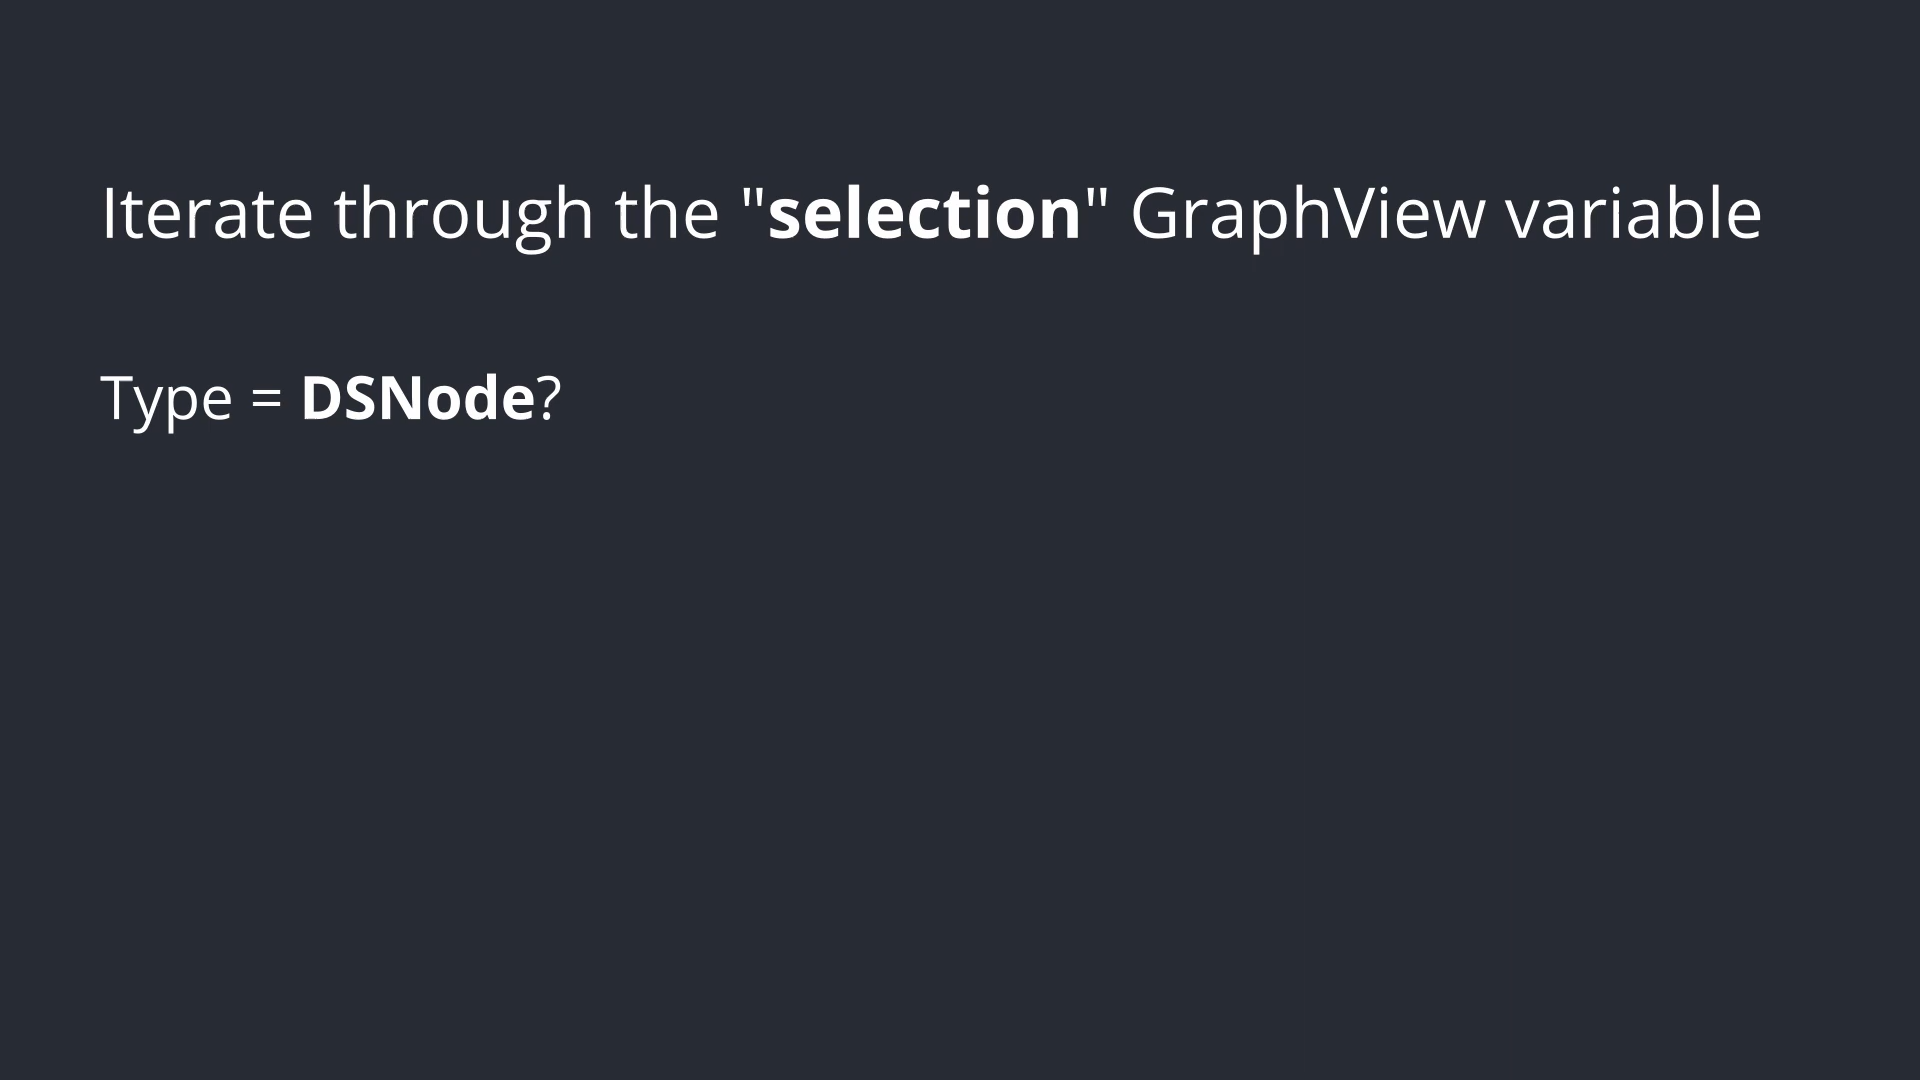 Iterate through the "selection" GraphView variable
Type = DSNode?